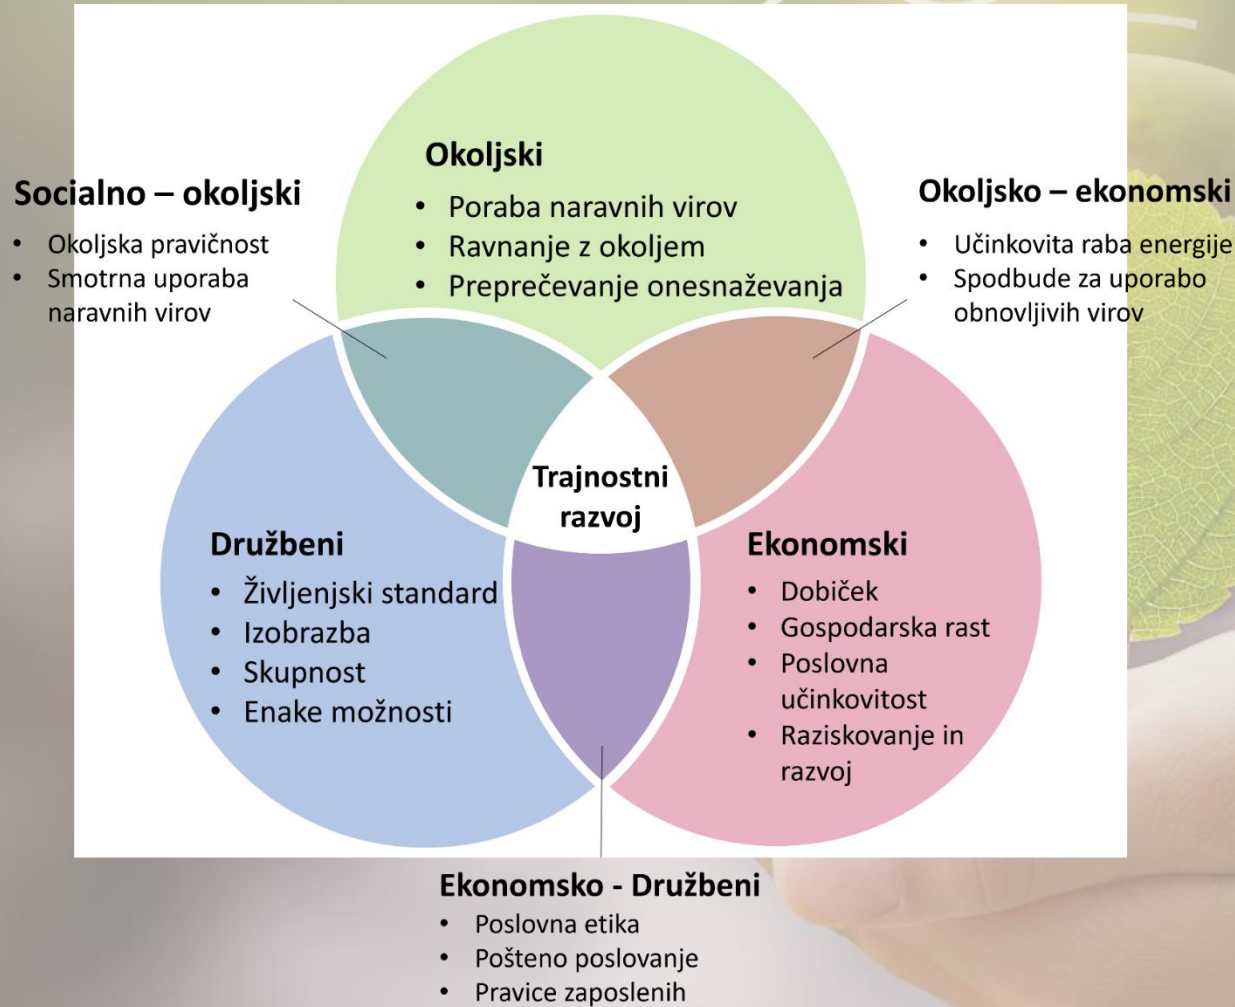 Okoljski
• Poraba naravnih virov
• Ravnanje z okoljem
• Preprečevanje onesnaževanja
Socialno – okoljski
• Okoljska pravičnost
• Smotrna uporaba
naravnih virov
Okoljsko – ekonomski
• Učinkovita raba energije
• Spodbude za uporabo
obnovljivih virov
Trajnostni
razvoj
Družbeni
• Življenjski standard
• Izobrazba
• Skupnost
• Enake možnosti
Ekonomski
• Dobiček
• Gospodarska rast
• Poslovna
učinkovitost
• Raziskovanje in
razvoj
Ekonomsko - Družbeni
• Poslovna etika
• Pošteno poslovanje
• Pravice zaposlenih